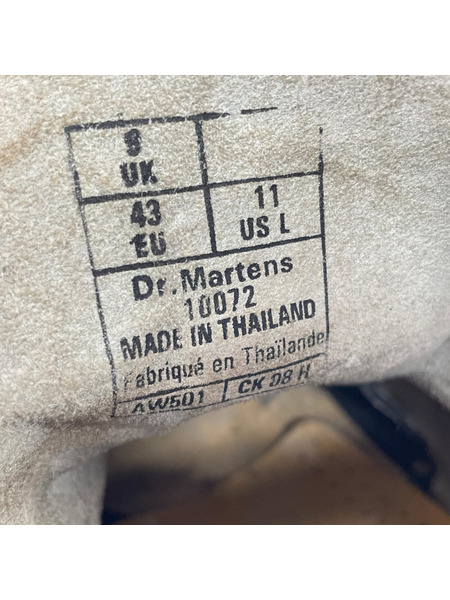 9
UK
43 11
EU US L
Dr. Martens
10072
MADE IN THAILAND
Fabriqué en Thaïlande
AW501 CK 08 H